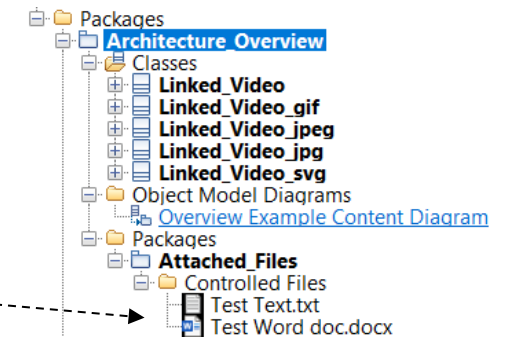 Packages
Architecture_Overview
Classes
Linked_Video
Linked_Video_gif
Linked_Video_jpeg
Linked_Video_jpg
Linked_Video_svg
Object Model Diagrams
Overview Example Content Diagram
Packages
Attached_Files
Controlled Files
Test Text.txt
Test Word doc.docx